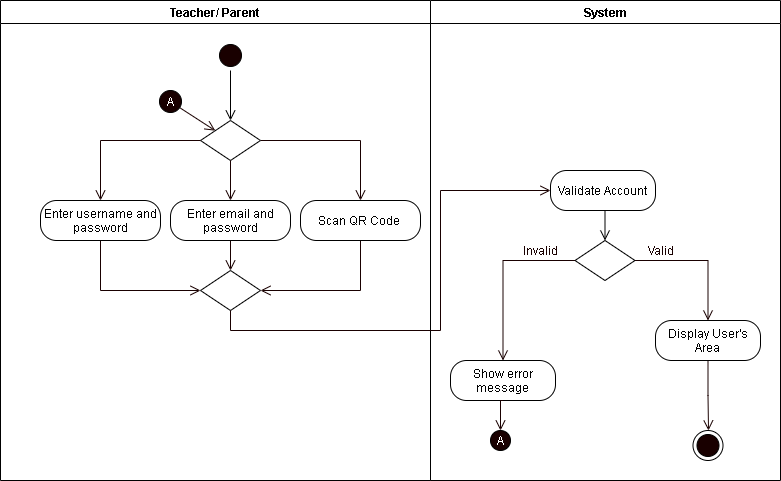 Teacher/ Parent
System
A
Enter username and
password
Enter email and
password
Scan QR Code
Validate Account
Invalid
Valid
Display User's
Area
Show error
message
A